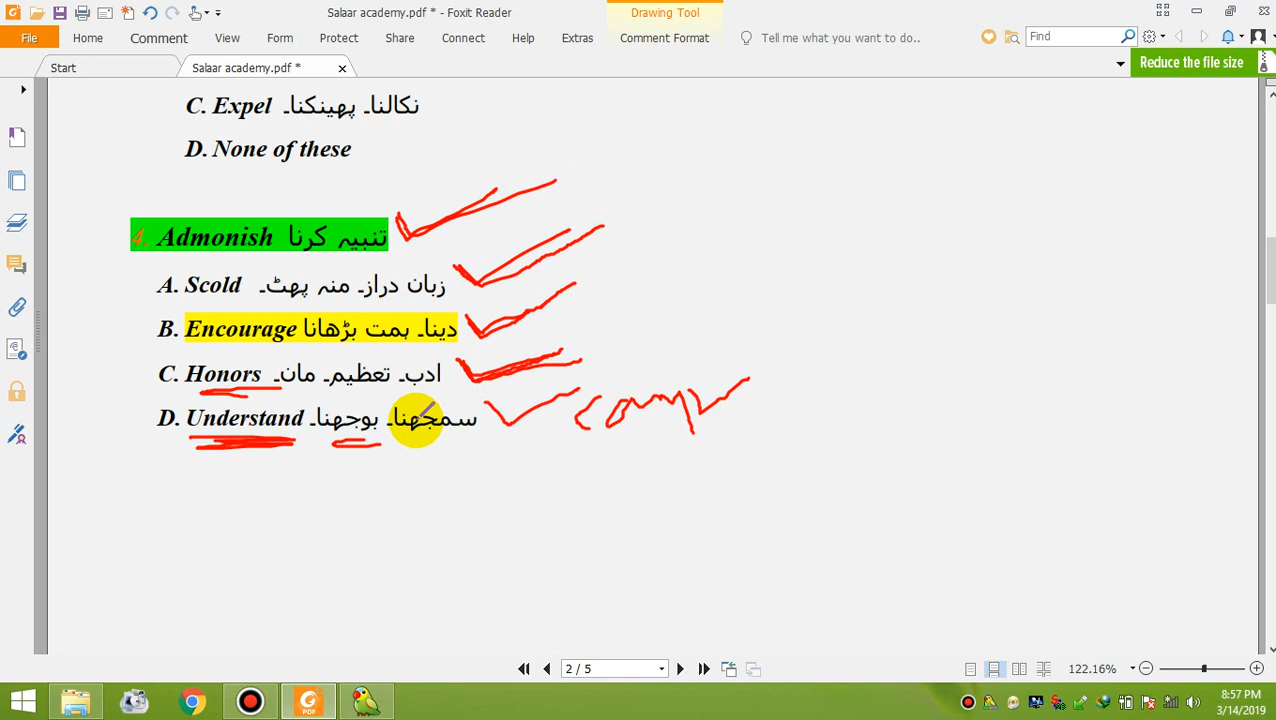 Salaar academy.pdf * - Foxit Reader
Drawing Tool
File Home Comment View Form Protect Share Connect Help Extras Comment Format Tell me what you want to do.. Find
Start Salaar academy.pdf * Reduce the file size
C. Expel نکالنا۔ پھینکنا۔
D. None of these
4. Admonish تنبیہ کرنا
A. Scold زبان دراز۔ منہ پھٹ۔
B. Encourage دینا۔ ہمت بڑھانا
C. Honors ادب۔ تعظیم۔ مان۔
D. Understand سمجھنا۔ بوجھنا۔
2 / 5 122.16%
8:57 PM
3/14/2019